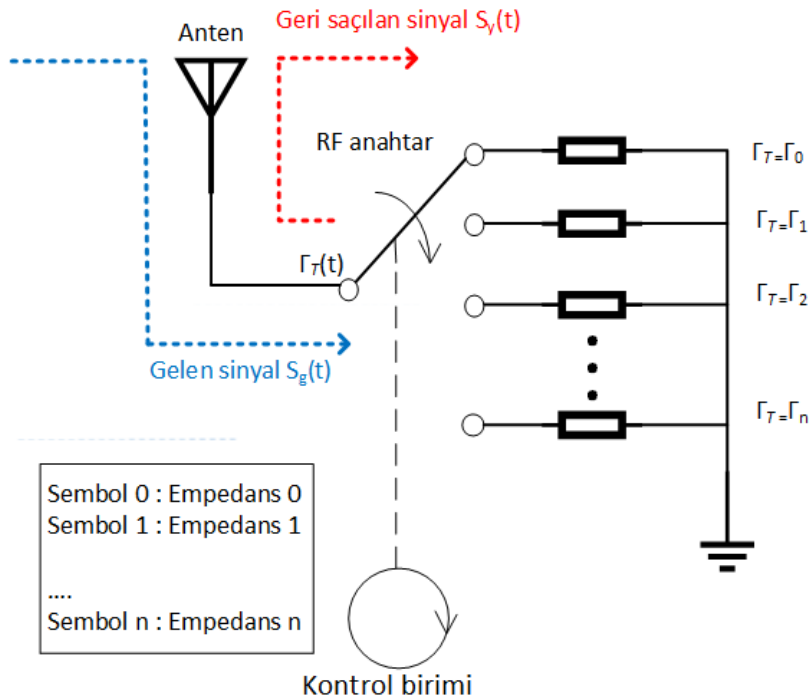 Geri saçılan sinyal Sy(t)
Anten
RF anahtar
ΓT=Γ0
ΓT=Γ1
ΓT(t)
ΓT=Γ2
Gelen sinyal Sg(t)
ΓT=Γn
Sembol 0 : Empedans 0
Sembol 1 : Empedans 1
....
Sembol n : Empedans n
Kontrol birimi